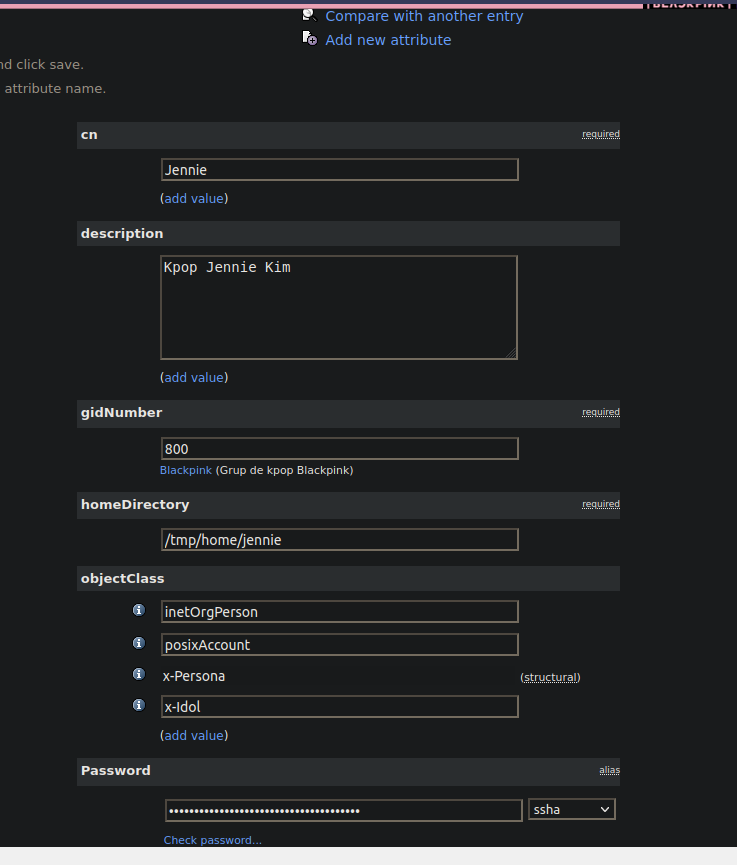 [BLΛƆKPIИK]
Compare with another entry
Add new attribute
nd click save.
attribute name.
cn required
Jennie
(add value)
description
Kpop Jennie Kim
(add value)
gidNumber required
800
Blackpink (Grup de kpop Blackpink)
homeDirectory required
/tmp/home/jennie
objectClass
inetOrgPerson
posixAccount
x-Persona (structural)
x-Idol
(add value)
Password alias
••••••••••••••••••••••••••••••••••••••• ssha
Check password...